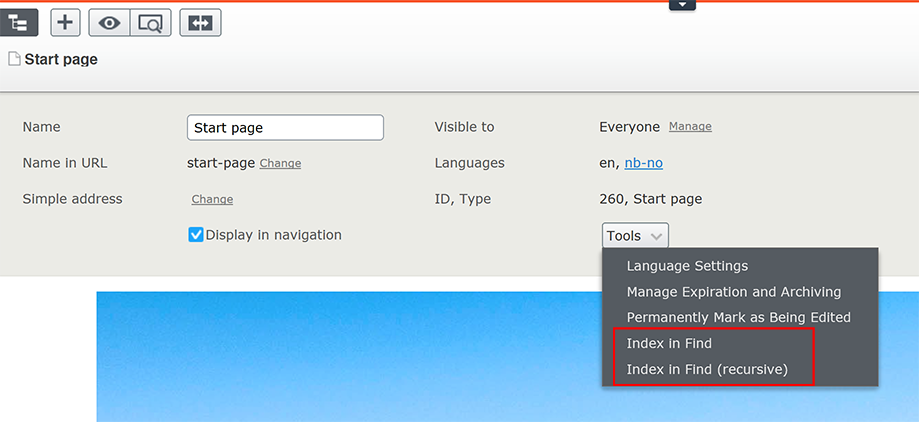 Start page
Name Start page Visible to Everyone Manage
Name in URL start-page Change Languages en, nb-no
Simple address Change ID, Type 260, Start page
Display in navigation Tools
Language Settings
Manage Expiration and Archiving
Permanently Mark as Being Edited
Index in Find
Index in Find (recursive)